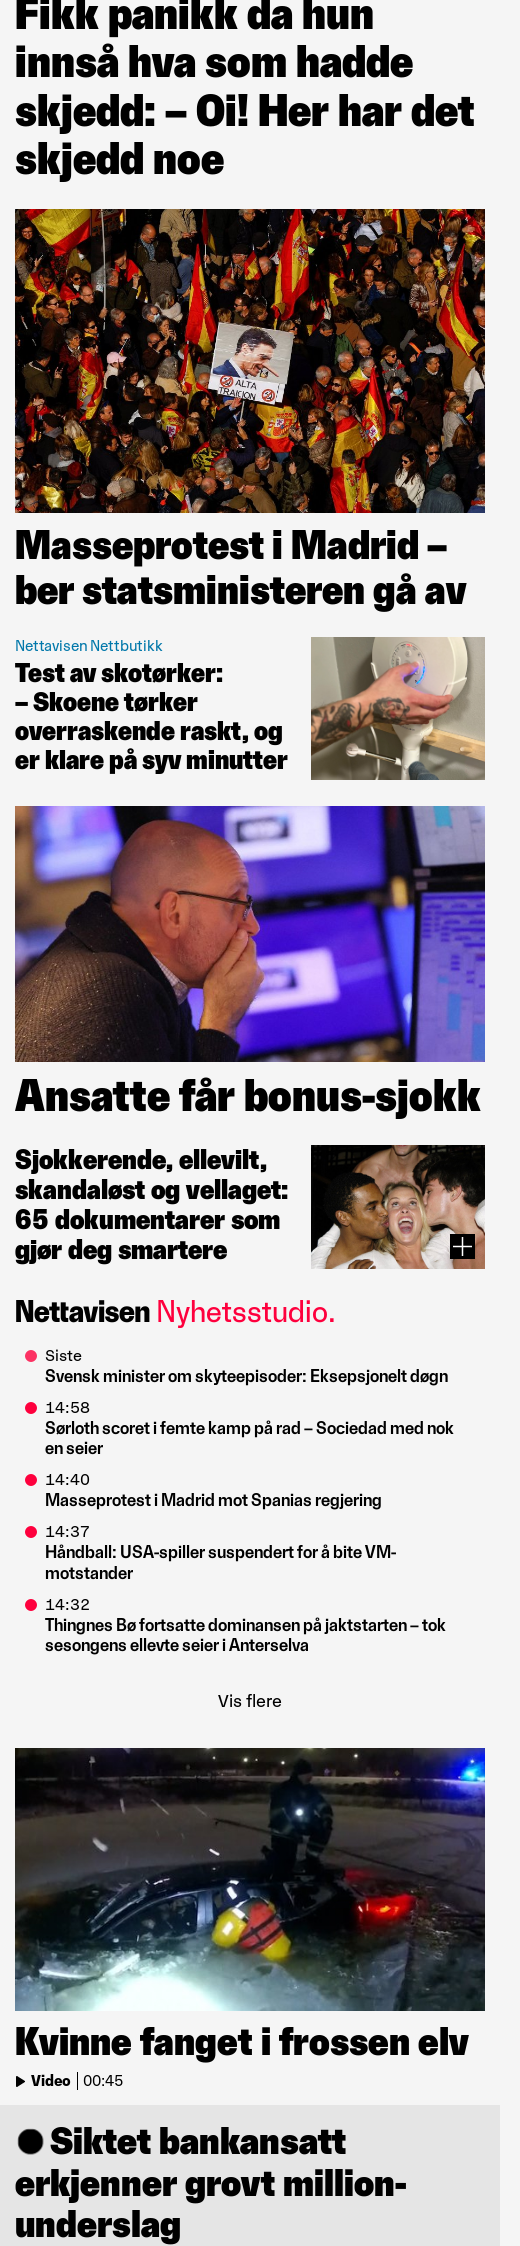 Fikk panikk da hun
innså hva som hadde
skjedd: – Oi! Her har det
skjedd noe
ALTA
TRAICION
Masseprotest i Madrid –
ber statsministeren gå av
Nettavisen Nettbutikk
Test av skotørker:
– Skoene tørker
overraskende raskt, og
er klare på syv minutter
Ansatte får bonus-sjokk
Sjokkerende, ellevilt,
skandaløst og vellaget:
65 dokumentarer som
gjør deg smartere
Nettavisen Nyhetsstudio.
Siste
Svensk minister om skyteepisoder: Eksepsjonelt døgn
14:58
Sørloth scoret i femte kamp på rad – Sociedad med nok
en seier
14:40
Masseprotest i Madrid mot Spanias regjering
14:37
Håndball: USA-spiller suspendert for å bite VM-
motstander
14:32
Thingnes Bø fortsatte dominansen på jaktstarten – tok
sesongens ellevte seier i Anterselva
Vis flere
Kvinne fanget i frossen elv
Video | 00:45
Siktet bankansatt
erkjenner grovt million-
underslag